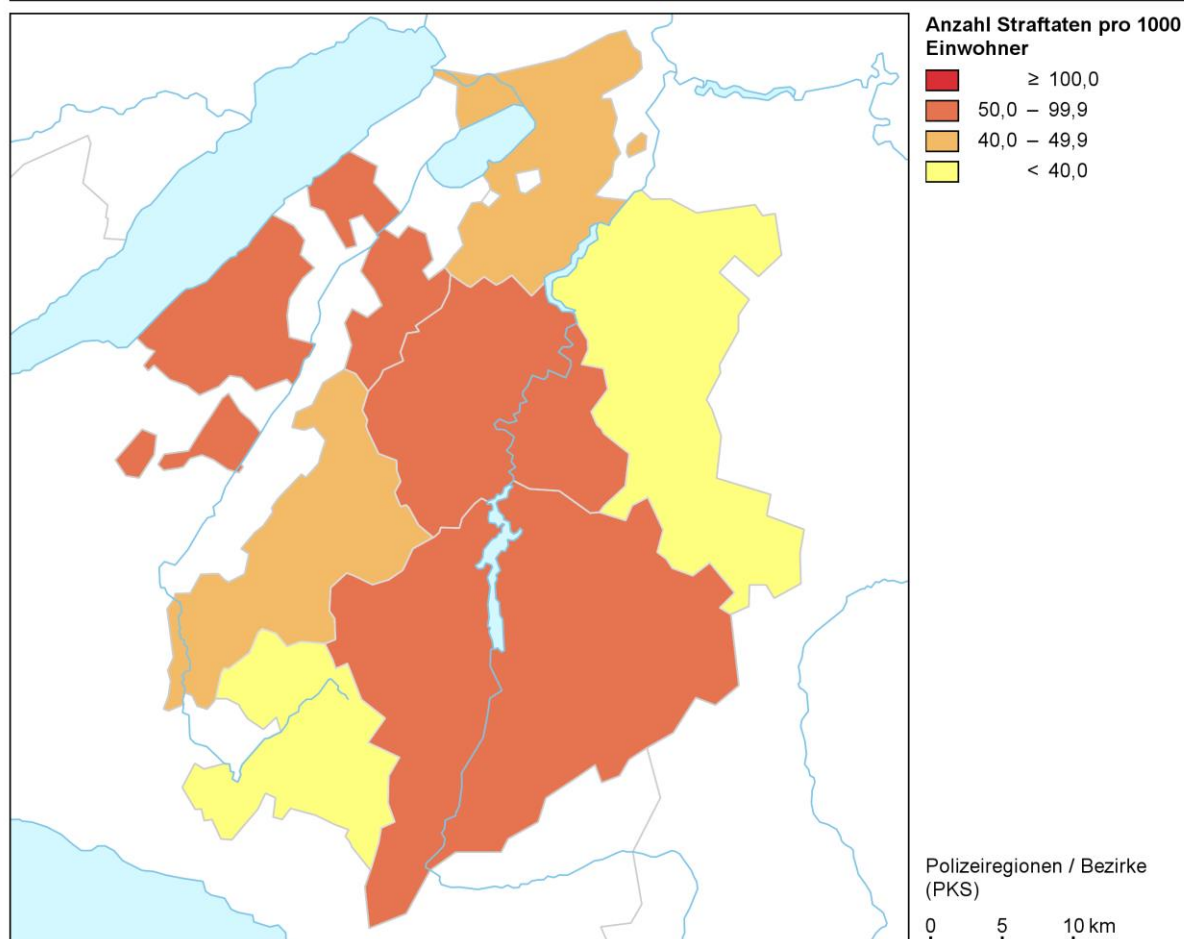 Anzahl Straftaten pro 1000
Einwohner
≥ 100,0
50,0 – 99,9
40,0 – 49,9
< 40,0
Polizeiregionen / Bezirke
(PKS)
0 5 10 km